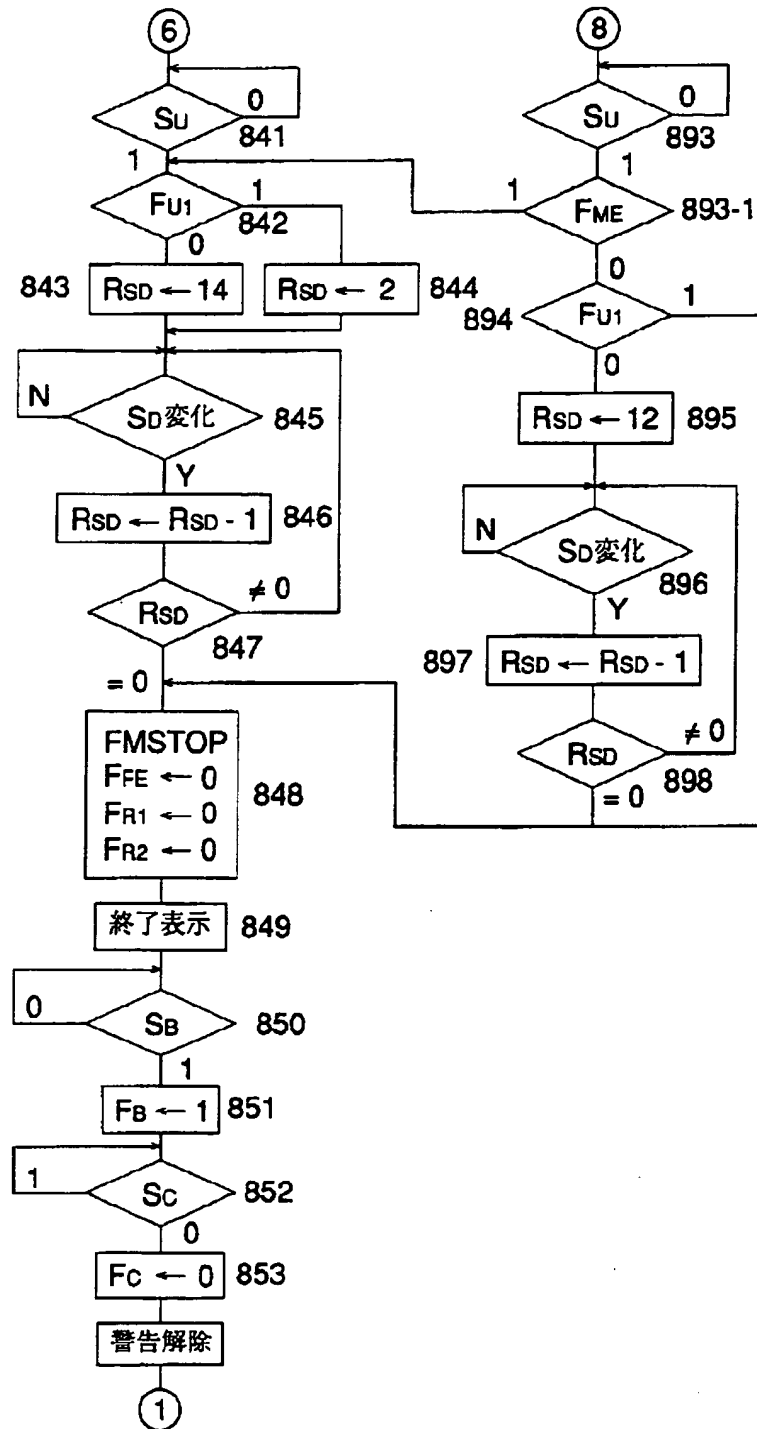 6
SU
0
841
1
FU1
1
842
0
843
RSD ← 14
RSD ← 2
844
N
SD変化
845
Y
RSD ← RSD - 1
846
RSD
≠ 0
847
= 0
FMSTOP
FFE ← 0
FR1 ← 0
FR2 ← 0
848
終了表示
849
0
SB
850
1
FB ← 1
851
1
SC
852
0
FC ← 0
853
警告解除
1
8
SU
0
893
1
1
FME
893-1
0
894
FU1
1
0
RSD ← 12
895
N
SD変化
896
Y
897
RSD ← RSD - 1
RSD
≠ 0
898
= 0